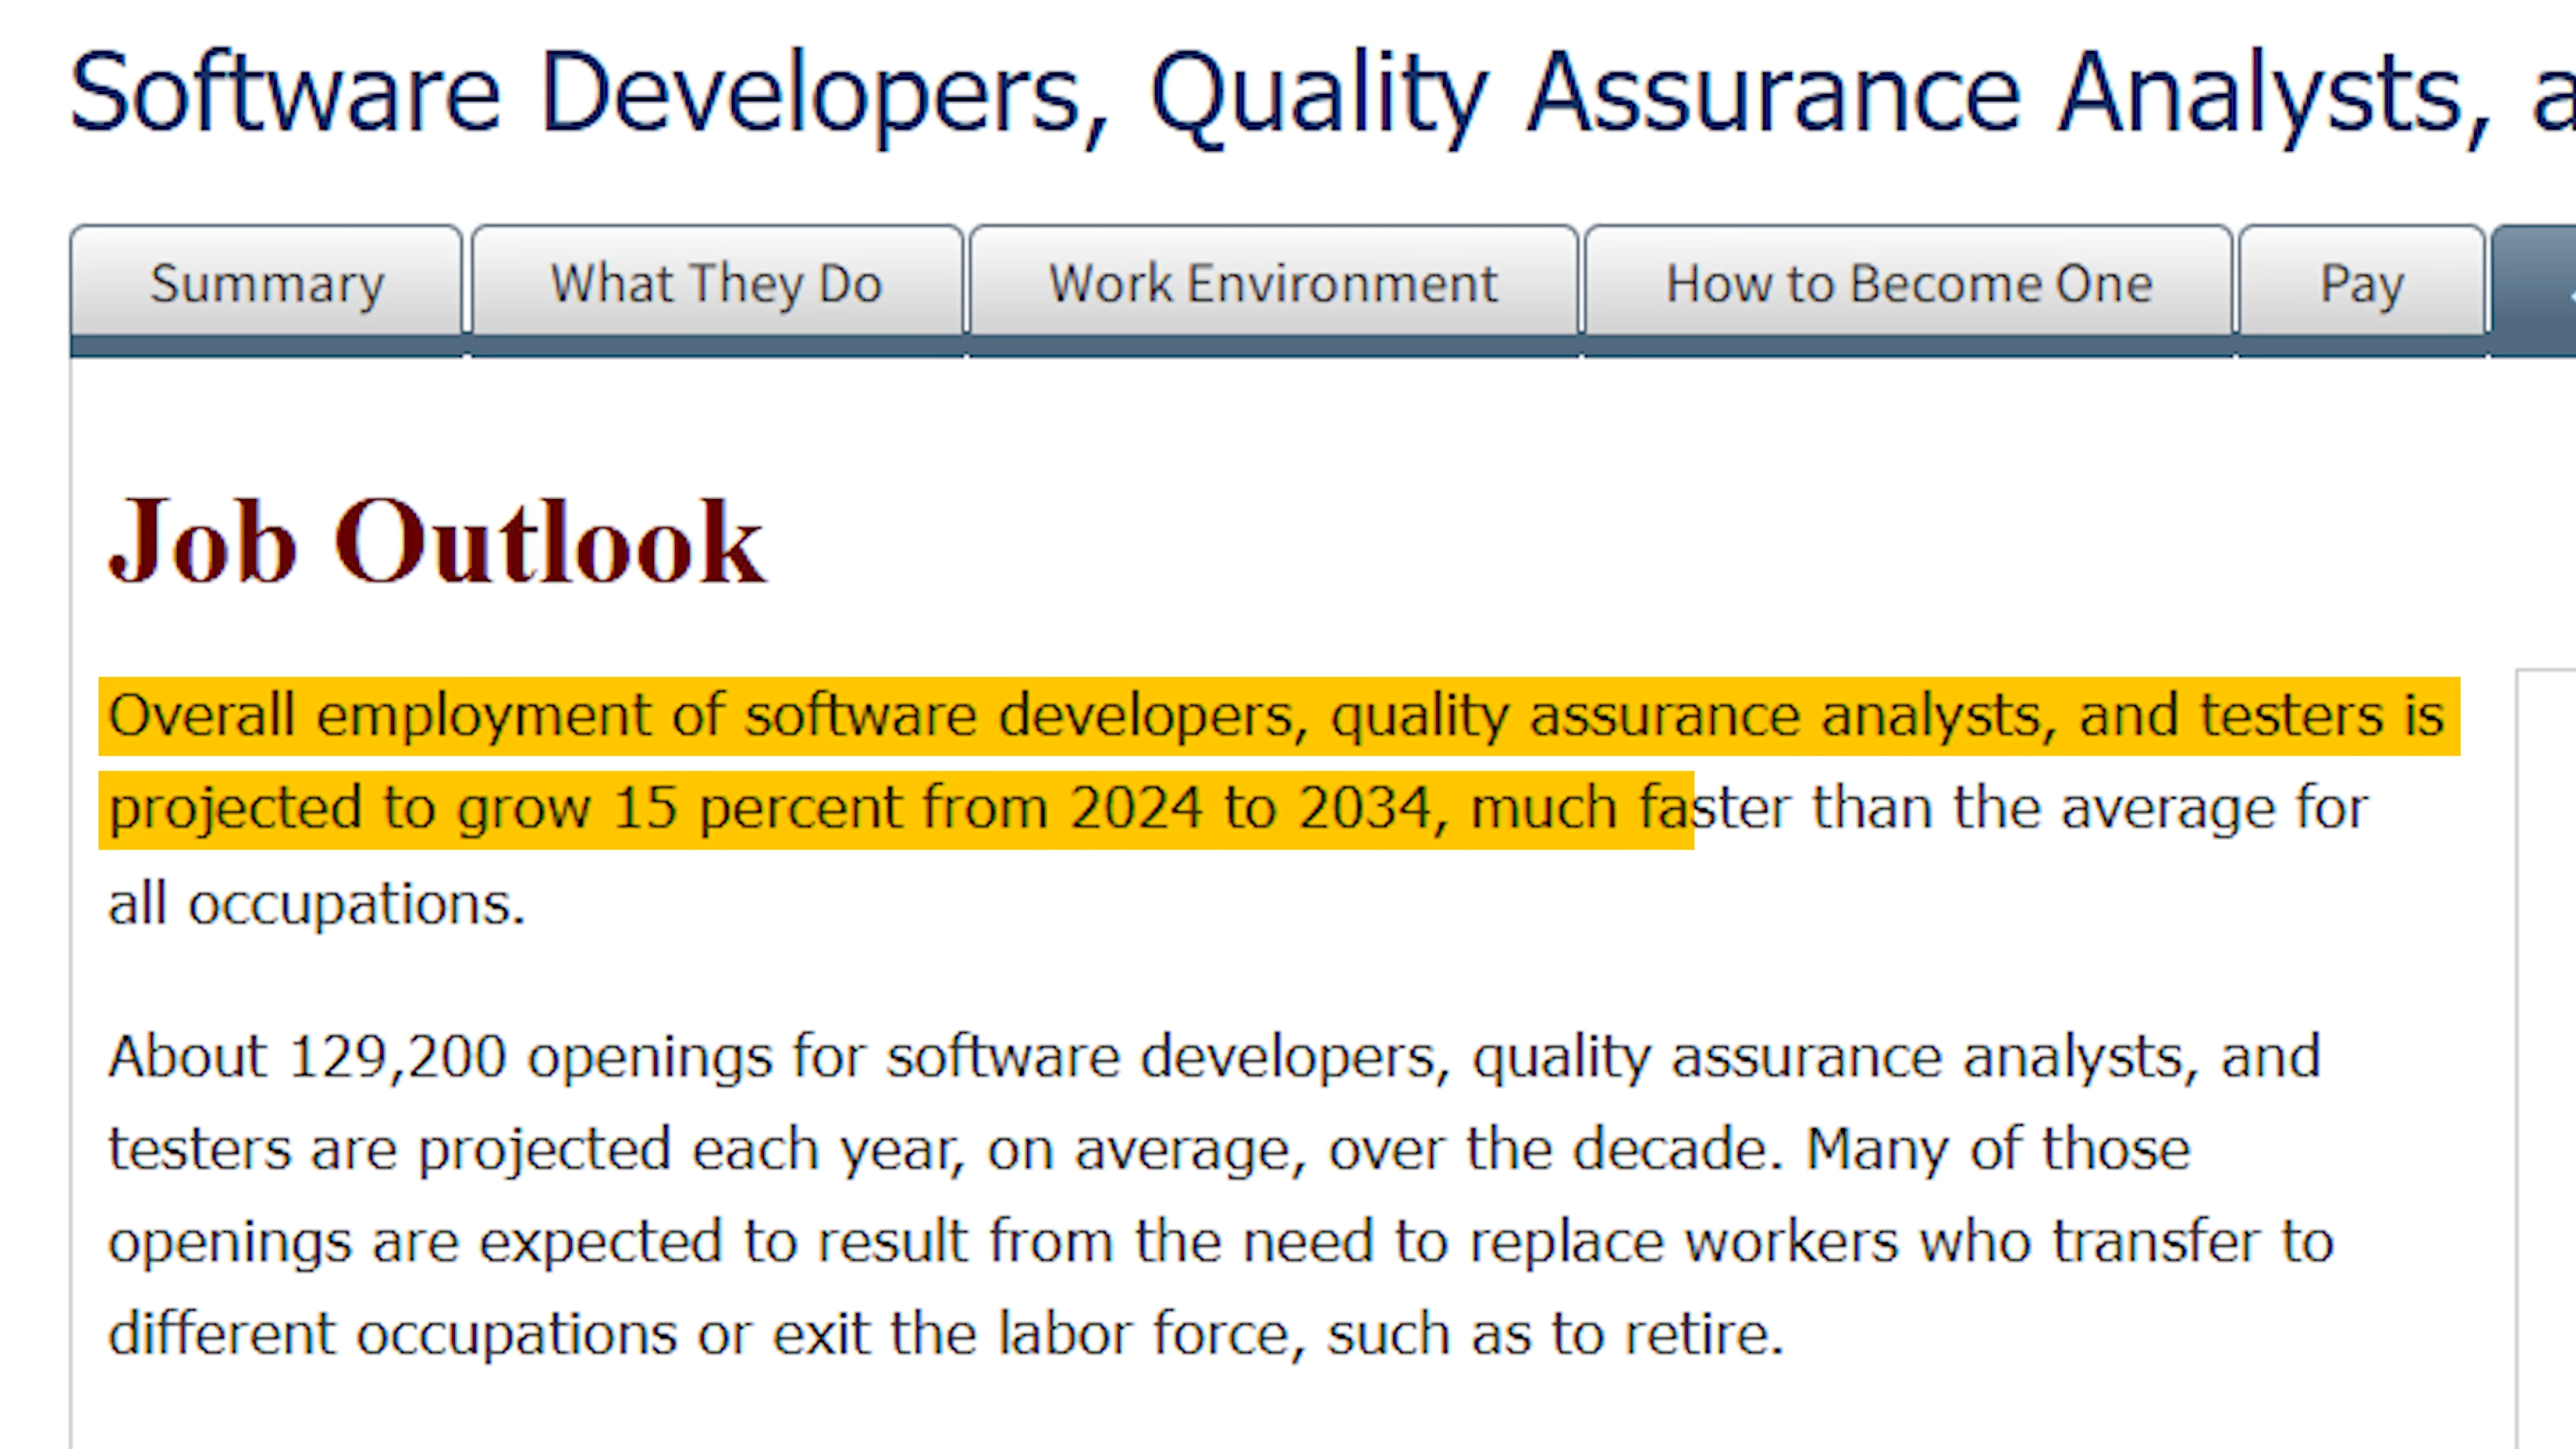 Software Developers, Quality Assurance Analysts, a
Summary
What They Do
Work Environment
How to Become One
Pay
Job Outlook
Overall employment of software developers, quality assurance analysts, and testers is
projected to grow 15 percent from 2024 to 2034, much faster than the average for
all occupations.
About 129,200 openings for software developers, quality assurance analysts, and
testers are projected each year, on average, over the decade. Many of those
openings are expected to result from the need to replace workers who transfer to
different occupations or exit the labor force, such as to retire.